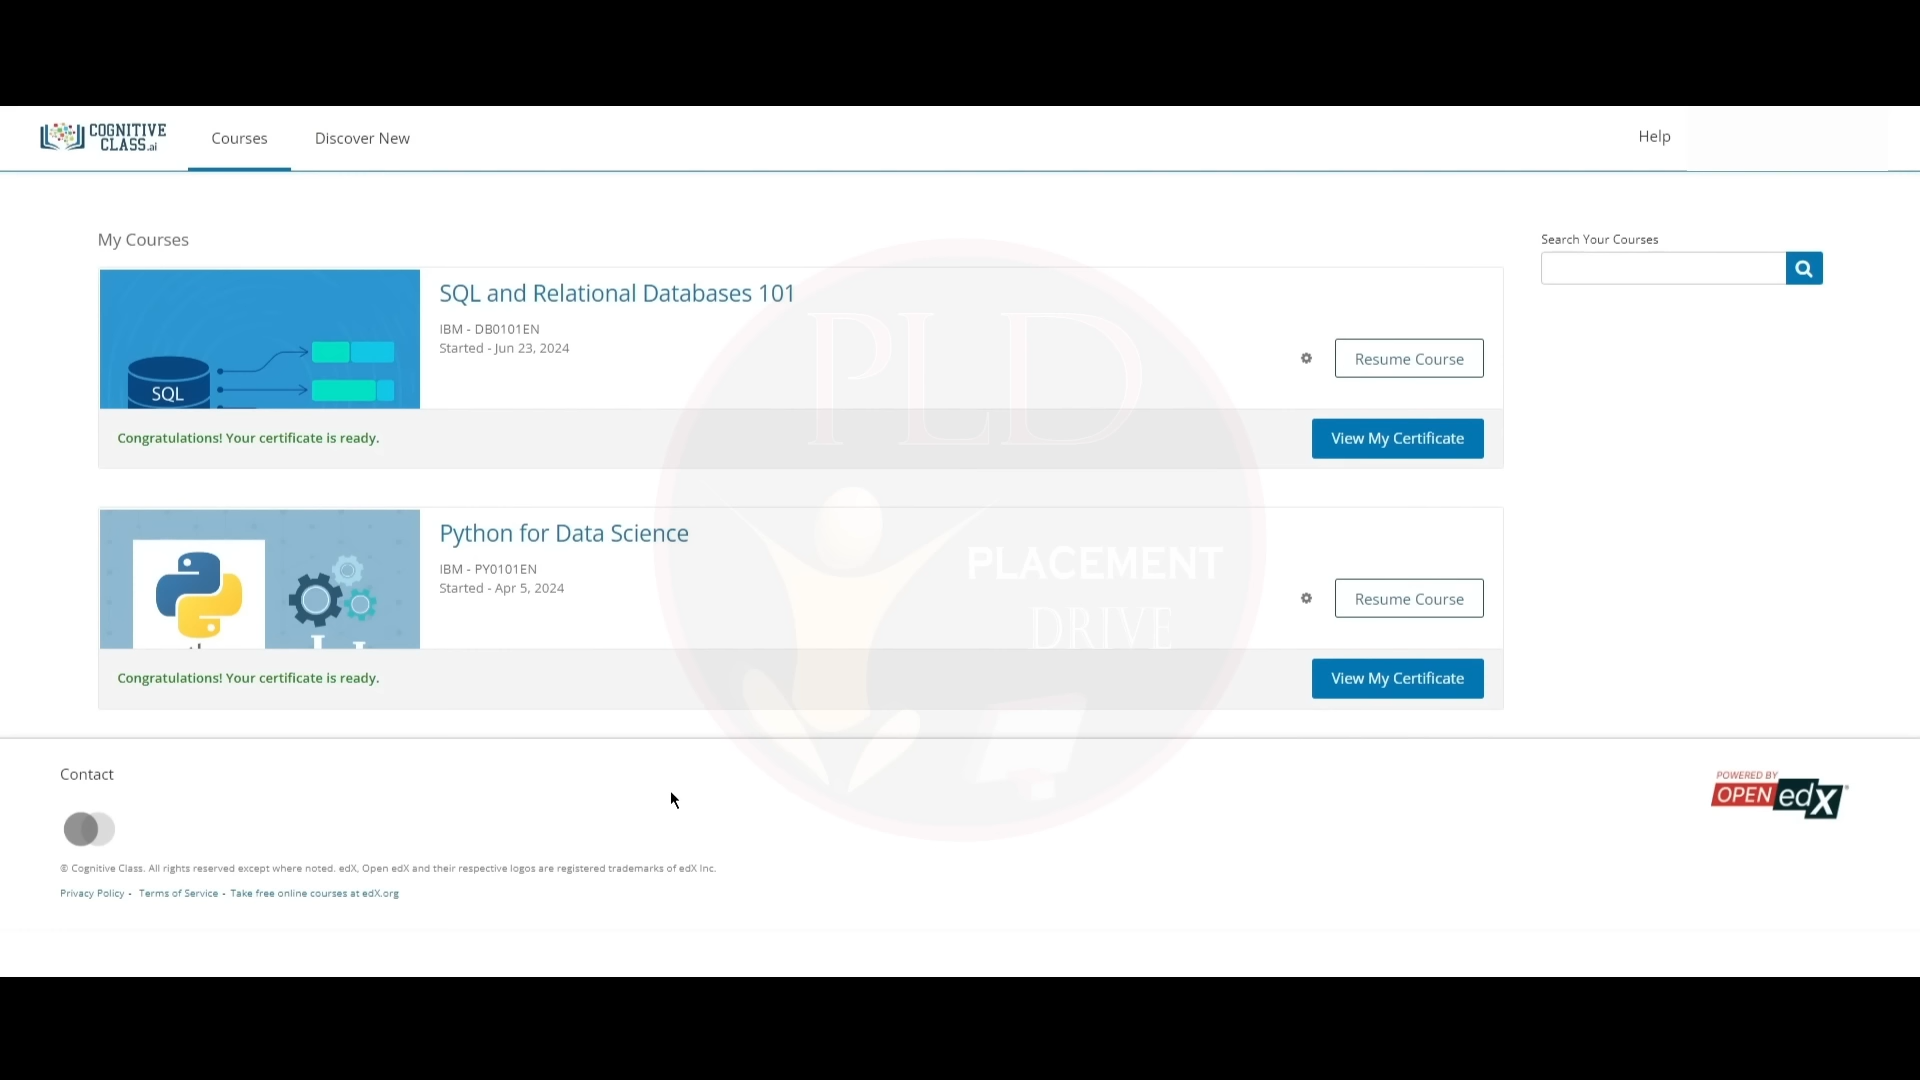 COGNITIVE
CLASS.ai
Courses
Discover New
Help
My Courses
Search Your Courses
SQL and Relational Databases 101
IBM - DB0101EN
Started - Jun 23, 2024
SQL
Resume Course
Congratulations! Your certificate is ready.
View My Certificate
Python for Data Science
IBM - PY0101EN
Started - Apr 5, 2024
Resume Course
Congratulations! Your certificate is ready.
View My Certificate
PLD
PLACEMENT
DRIVE
Contact
POWERED BY
OPEN edX
© Cognitive Class. All rights reserved except where noted. edX, Open edX and their respective logos are registered trademarks of edX Inc.
Privacy Policy - Terms of Service - Take free online courses at edX.org